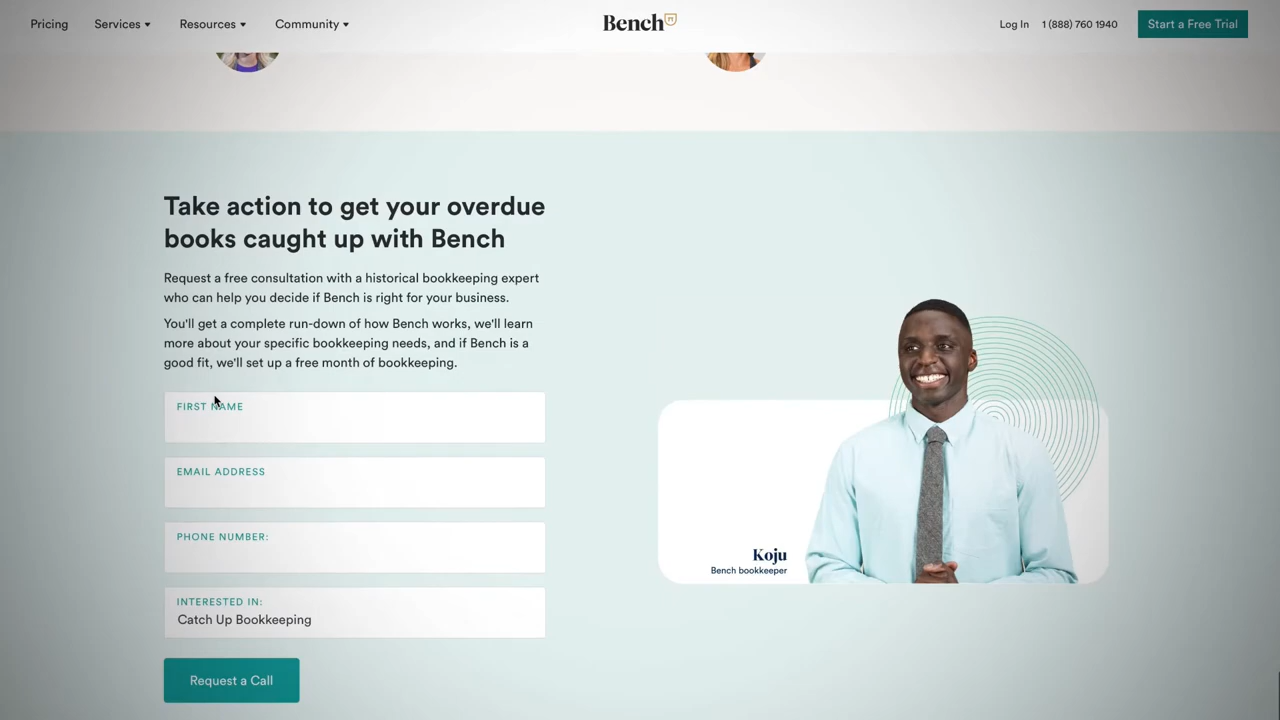 Pricing
Services
Resources
Community
Bench
Log In
1 (888) 760 1940
Start a Free Trial
Take action to get your overdue
books caught up with Bench
Request a free consultation with a historical bookkeeping expert
who can help you decide if Bench is right for your business.
You'll get a complete run-down of how Bench works, we'll learn
more about your specific bookkeeping needs, and if Bench is a
good fit, we'll set up a free month of bookkeeping.
FIRST NAME
EMAIL ADDRESS
PHONE NUMBER:
INTERESTED IN:
Catch Up Bookkeeping
Request a Call
Koju
Bench bookkeeper